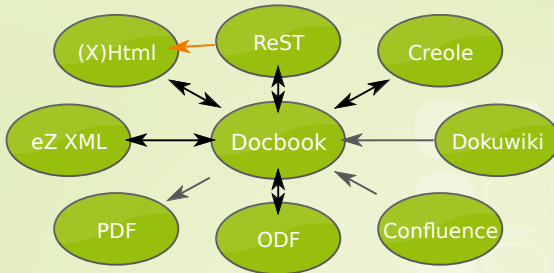 ReST
(X)Html
Creole
eZ XML
Docbook
Dokuwiki
PDF
ODF
Confluence